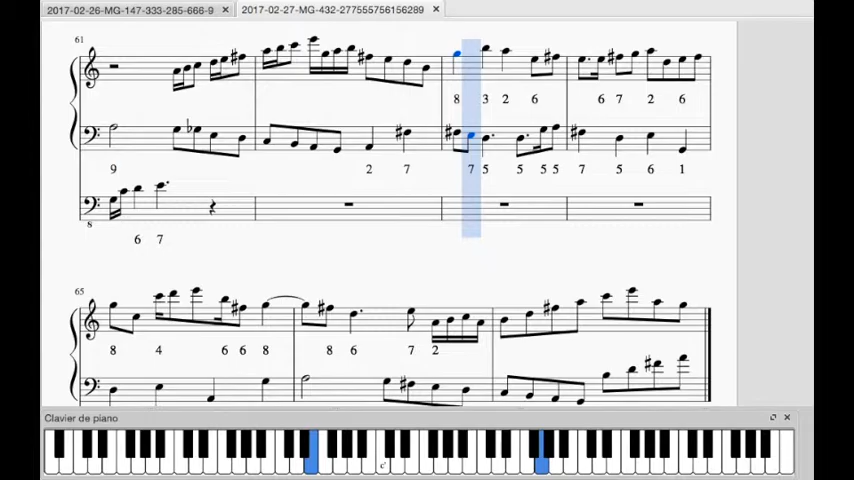 2017-02-26-MG-147-333-285-666-9 × 2017-02-27-MG-432-277555756156289 ×
61
8 3 2 6 6 7 2 6
9 2 7 7 5 5 5 5 7 5 6 1
8
6 7
65
8 4 6 6 8 8 6 7 2
Clavier de piano
c'